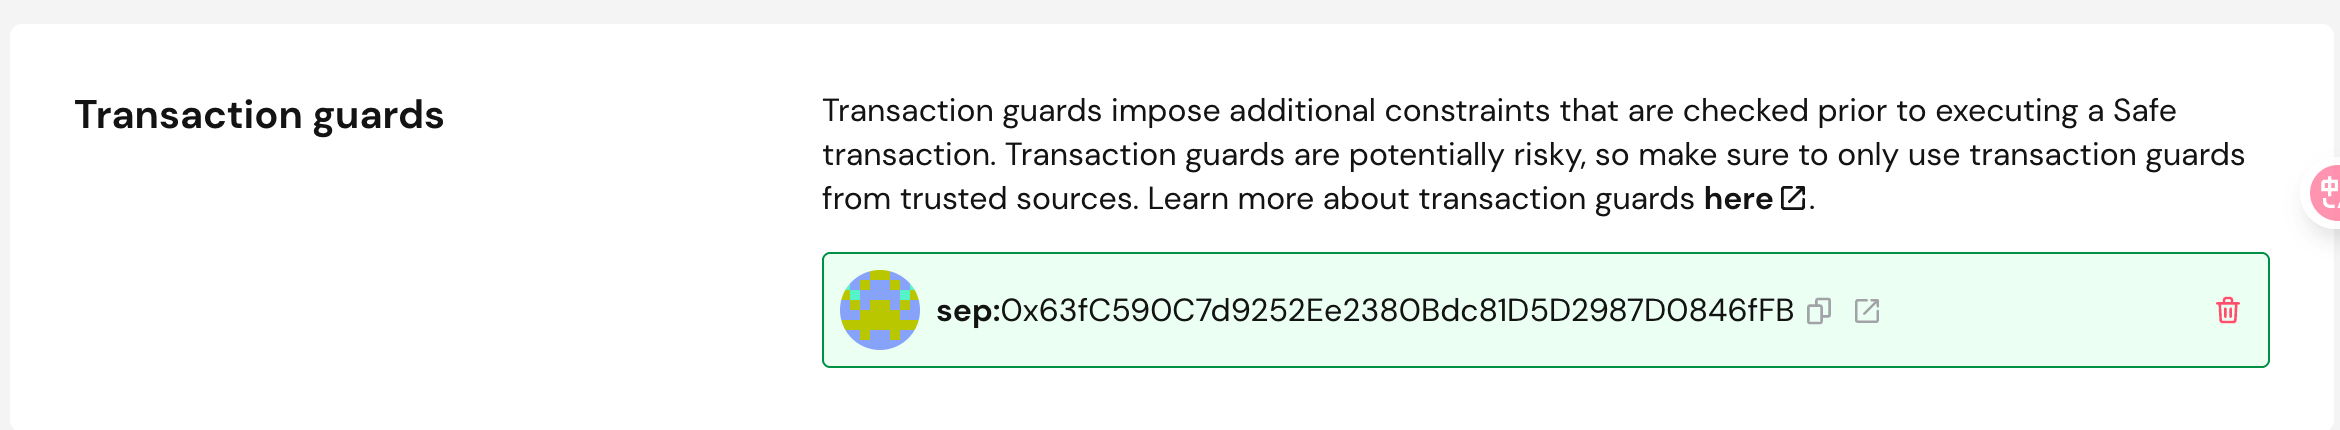 Transaction guards
Transaction guards impose additional constraints that are checked prior to executing a Safe
transaction. Transaction guards are potentially risky, so make sure to only use transaction guards
from trusted sources. Learn more about transaction guards here.
sep:0x63fC590C7d9252Ee2380Bdc81D5D2987D0846fFB